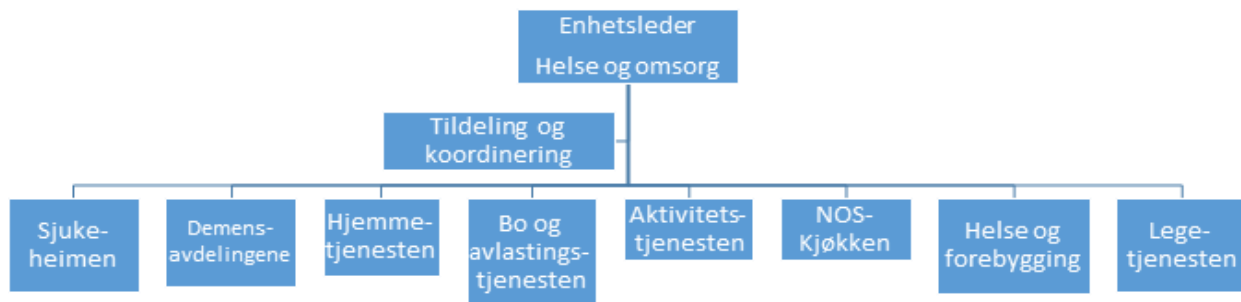 Enhetsleder
Helse og omsorg
Tildeling og
koordinering
Sjuke-
heimen
Demens-
avdelingene
Hjemme-
tjenesten
Bo og
avlastings-
tjenesten
Aktivitets-
tjenesten
NOS-
Kjøkken
Helse og
forebygging
Lege-
tjenesten